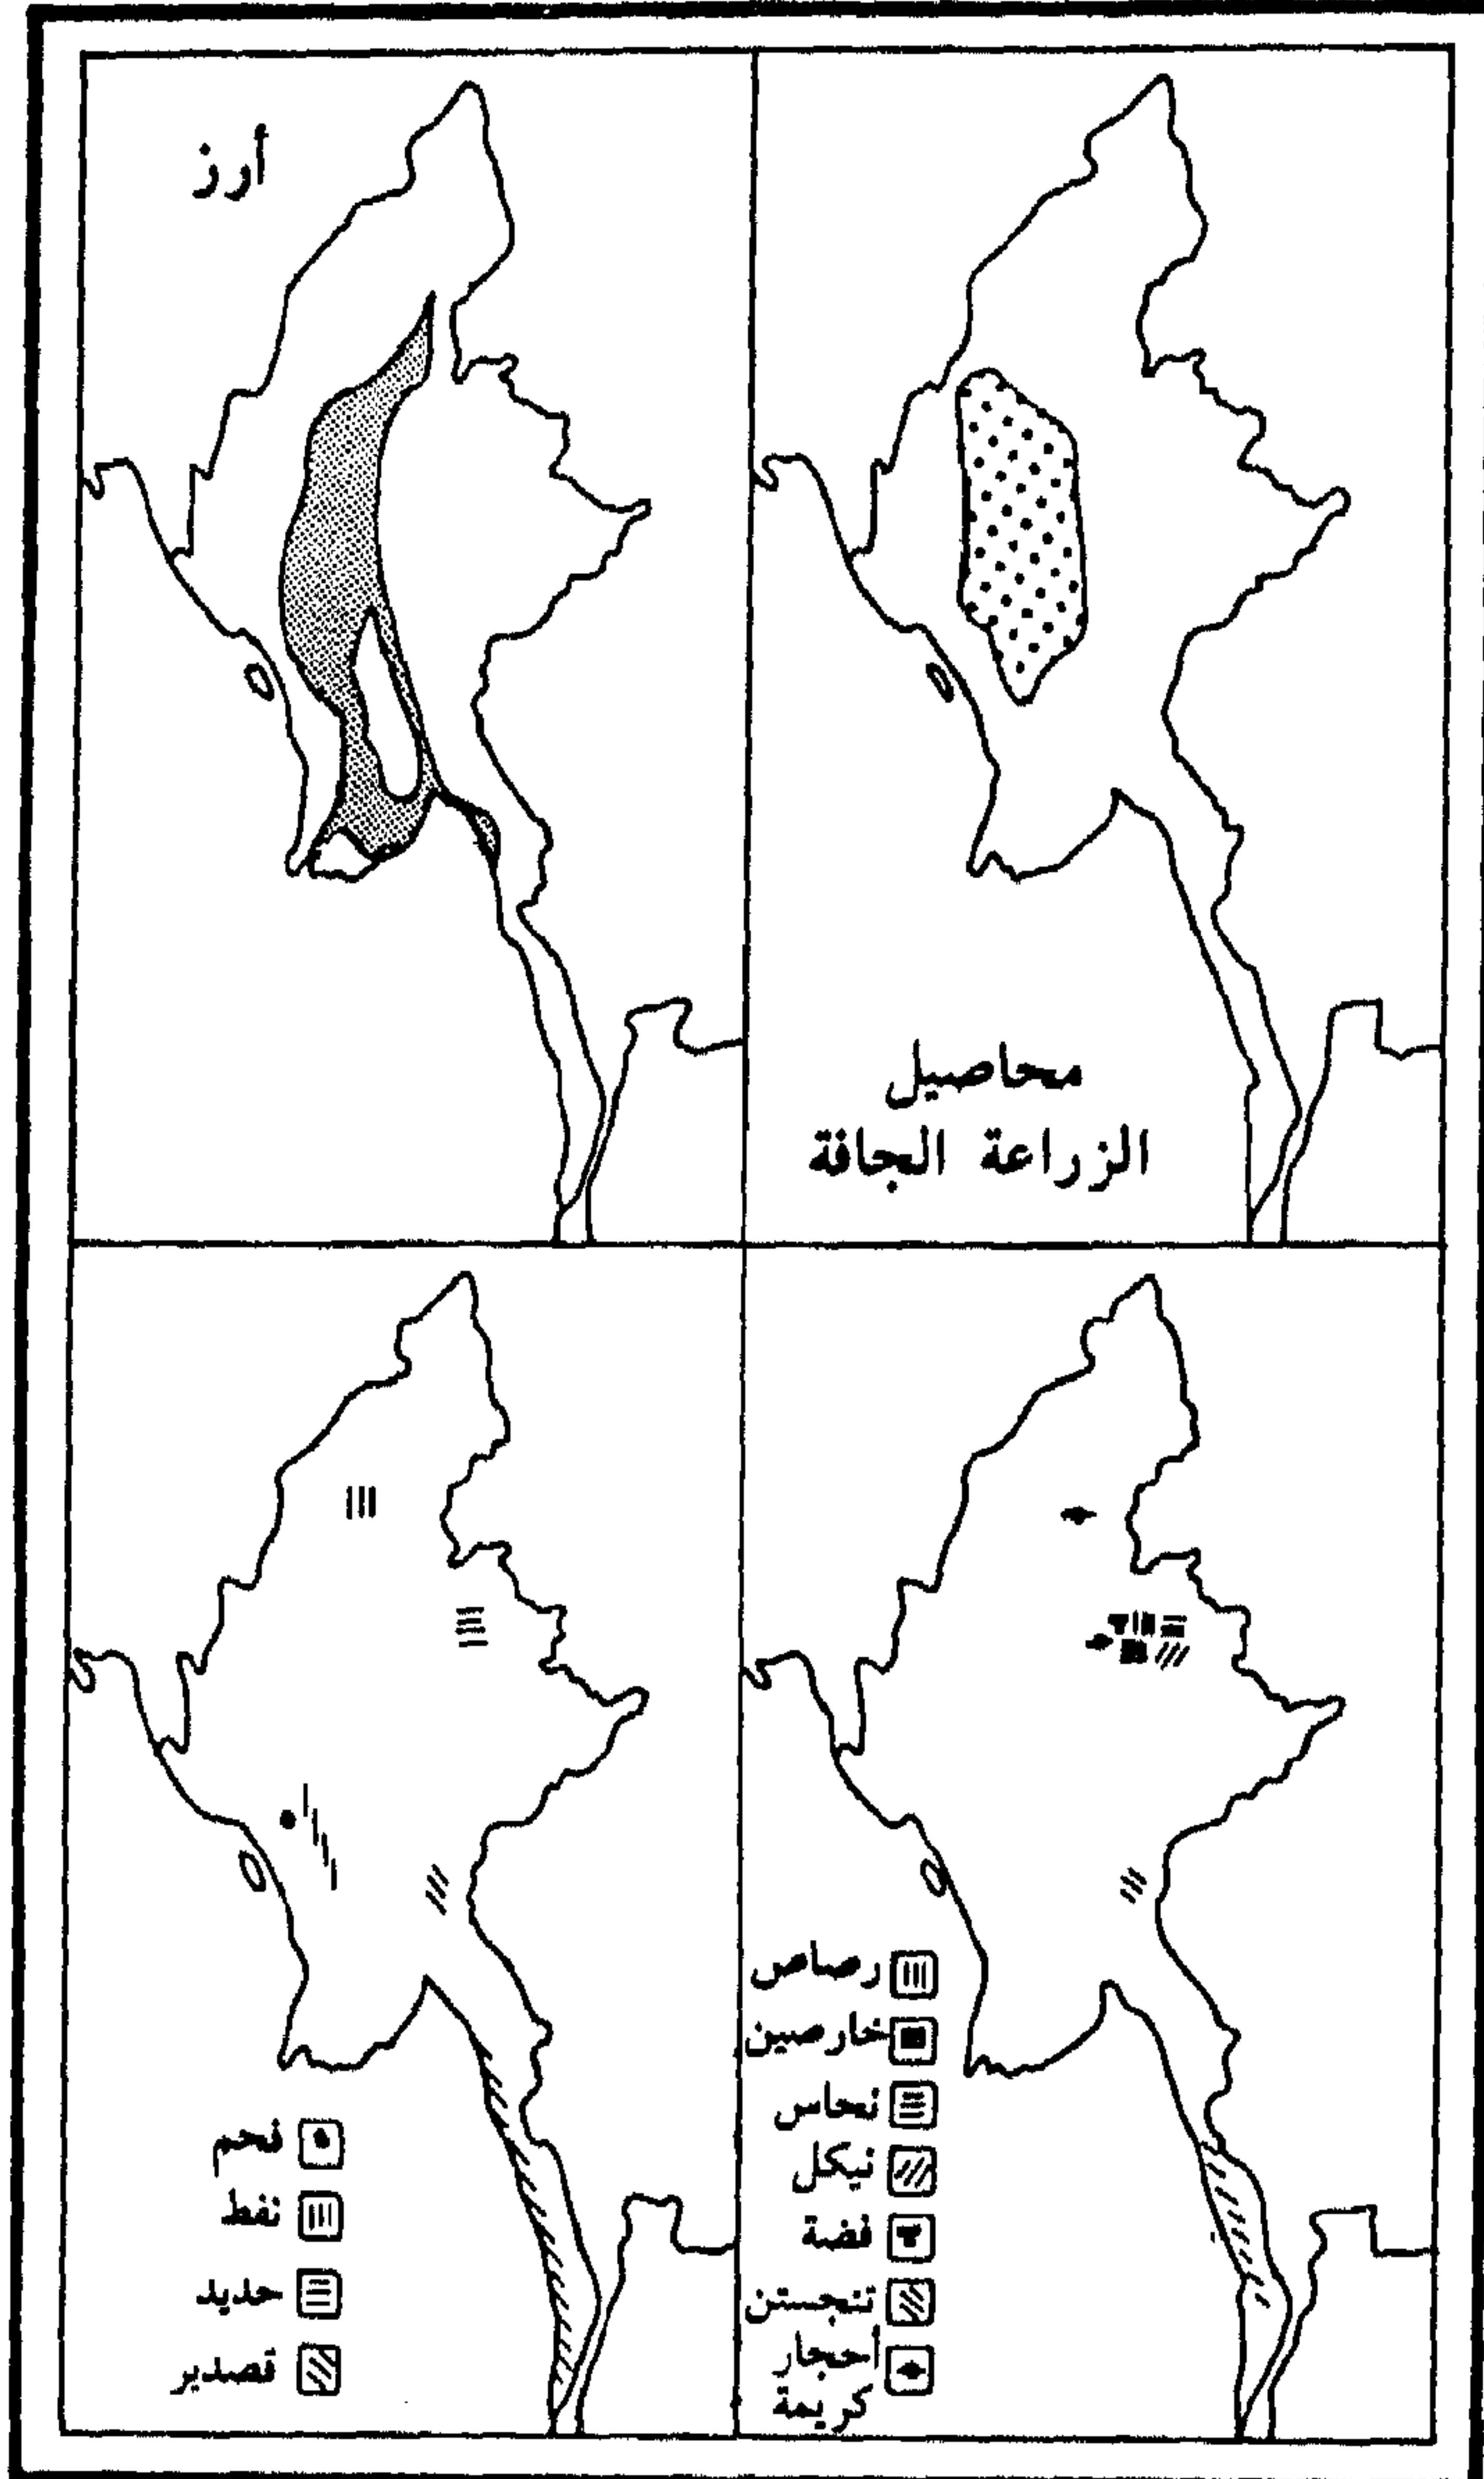 أرز
محاصيل
الزراعة الجافة
رصاص
خارصين
نحاس
نيكل
فضة
تنجستن
أحجار
كريمة
فحم
نفط
حديد
قصدير